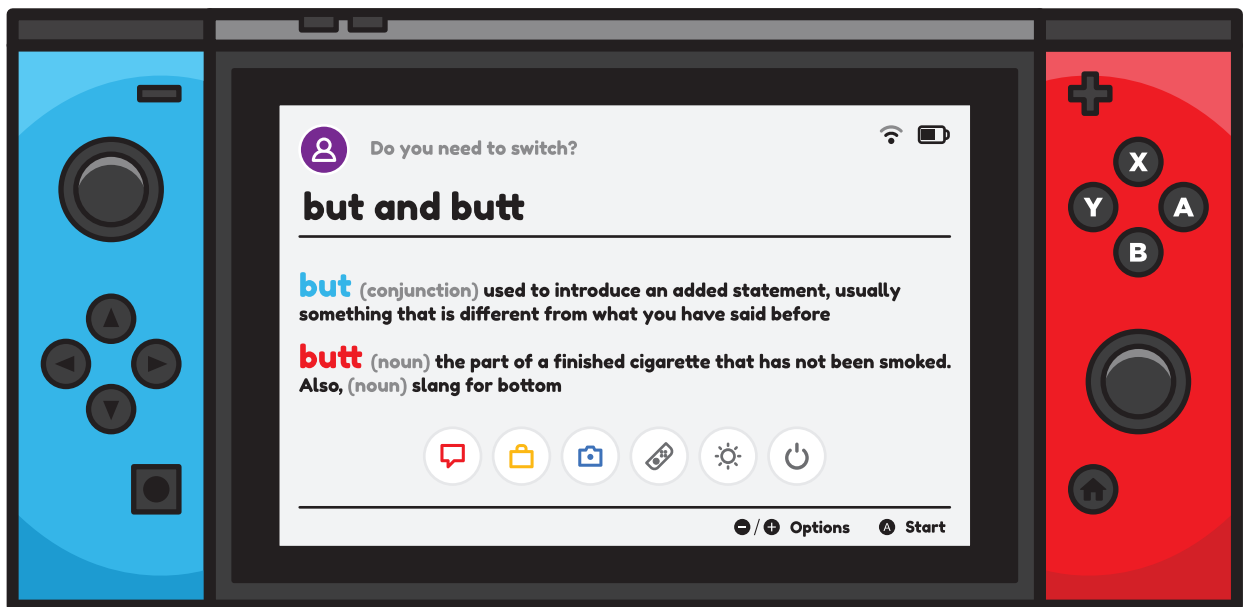 Do you need to switch?
but and butt
but (conjunction) used to introduce an added statement, usually
something that is different from what you have said before
butt (noun) the part of a finished cigarette that has not been smoked.
Also, (noun) slang for bottom
X
Y A
B
/ Options A Start